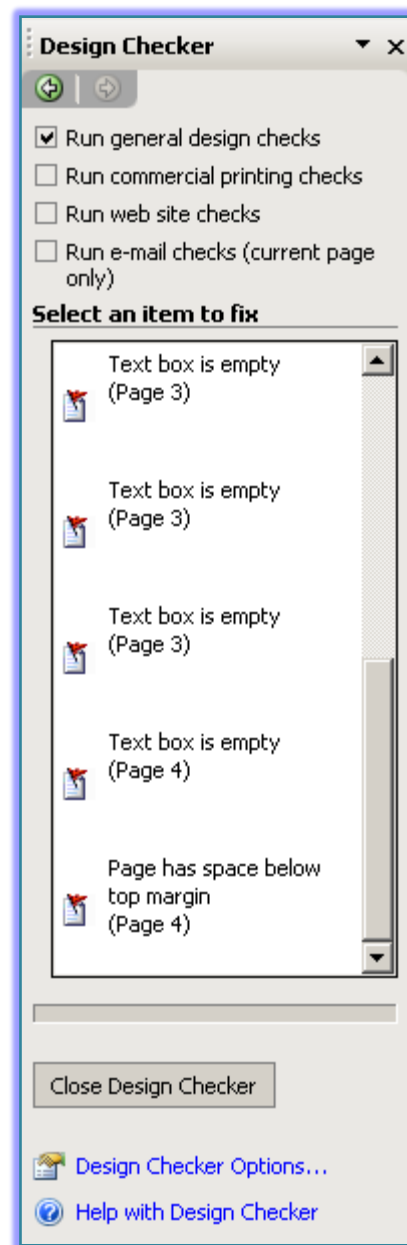 Design Checker
Run general design checks
Run commercial printing checks
Run web site checks
Run e-mail checks (current page
only)
Select an item to fix
Text box is empty
(Page 3)
Text box is empty
(Page 3)
Text box is empty
(Page 3)
Text box is empty
(Page 4)
Page has space below
top margin
(Page 4)
Close Design Checker
Design Checker Options...
Help with Design Checker